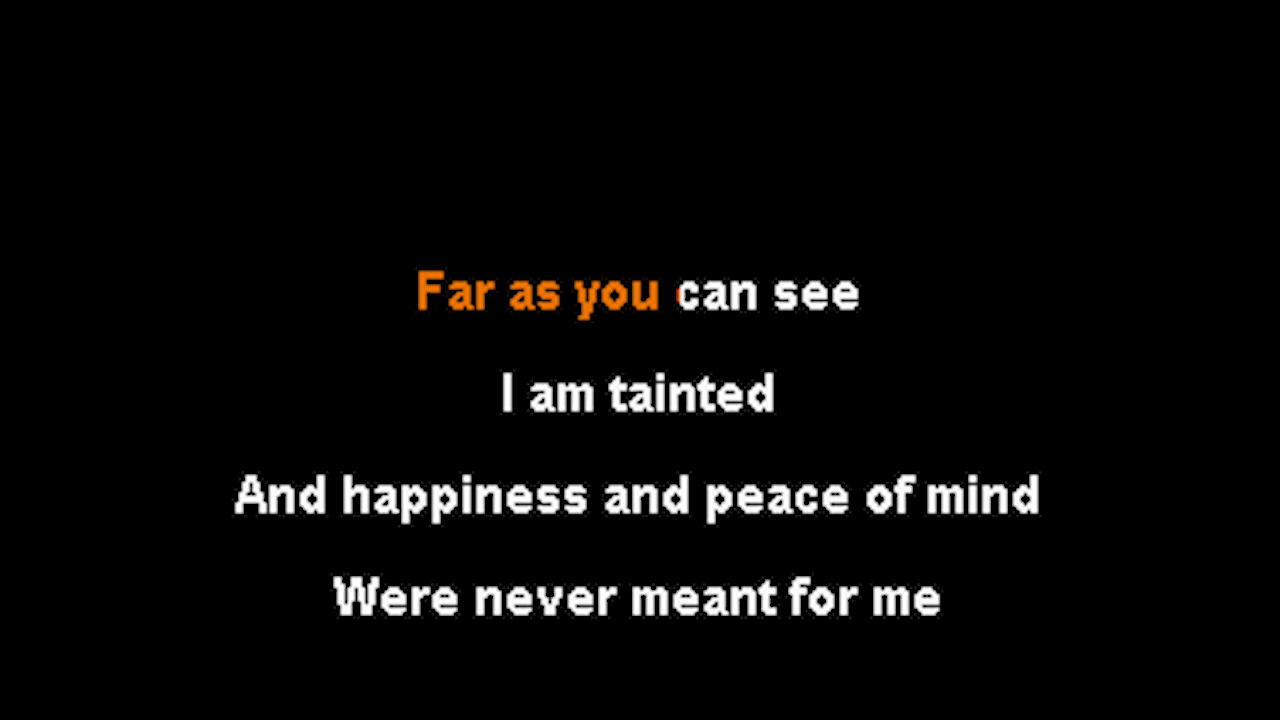 Far as you can see
I am tainted
And happiness and peace of mind
Were never meant for me